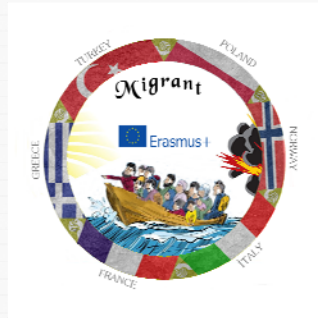 TURKEY
POLAND
Migrant
GREECE
Erasmus+
NORWAY
ITALY
FRANCE